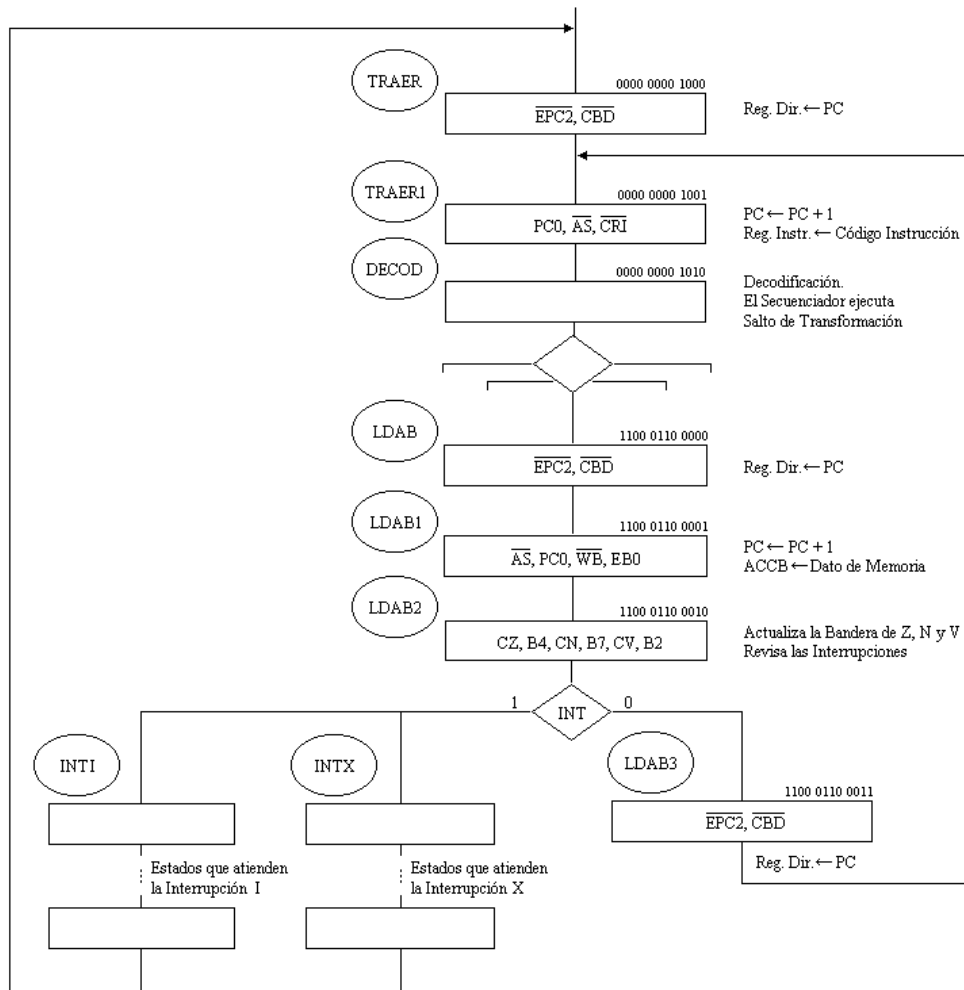 TRAER
0000 0000 1000
EPC2, CBD
Reg. Dir. ← PC
TRAER1
0000 0000 1001
PC0, AS, CRI
PC ← PC + 1
Reg. Instr. ← Código Instrucción
DECOD
0000 0000 1010
Decodificación.
El Secuenciador ejecuta
Salto de Transformación
LDAB
1100 0110 0000
EPC2, CBD
Reg. Dir. ← PC
LDAB1
1100 0110 0001
AS, PC0, WB, EB0
PC ← PC + 1
ACCB ← Dato de Memoria
LDAB2
1100 0110 0010
CZ, B4, CN, B7, CV, B2
Actualiza la Bandera de Z, N y V
Revisa las Interrupciones
1
INT
0
INTI
INTX
LDAB3
1100 0110 0011
EPC2, CBD
Reg. Dir. ← PC
Estados que atienden
la Interrupción I
Estados que atienden
la Interrupción X